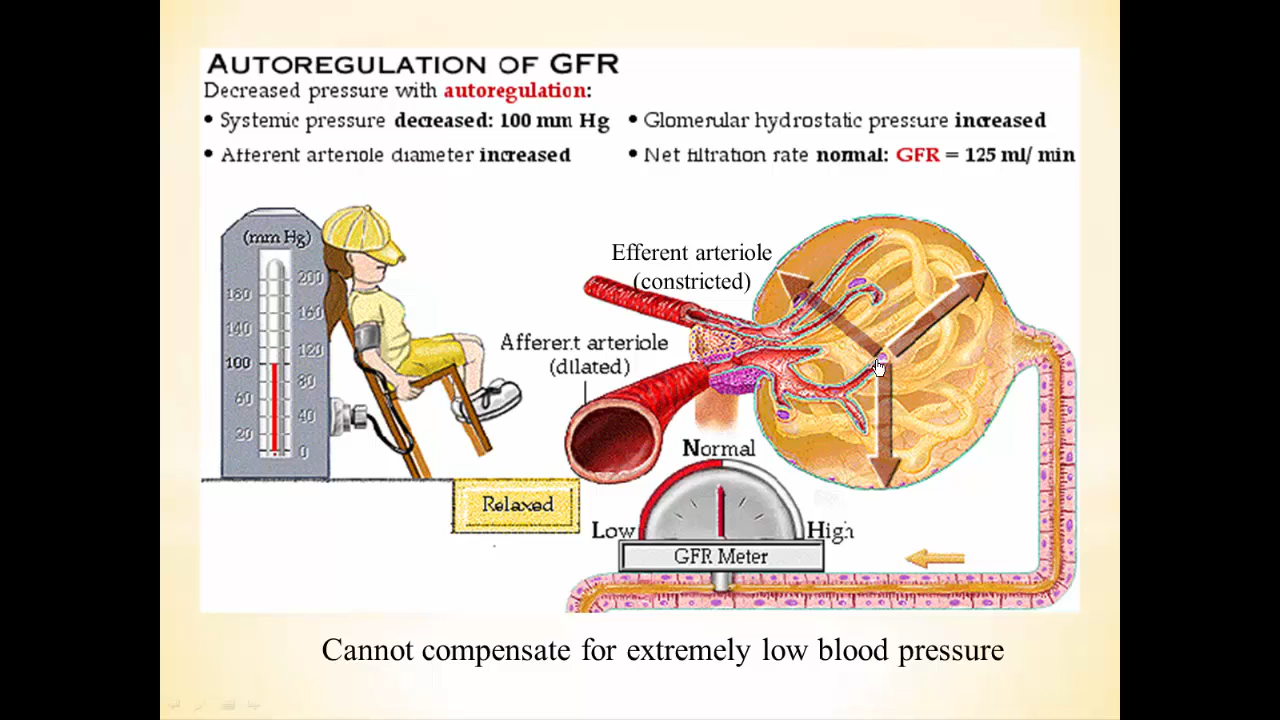 AUTOREGULATION OF GFR
Decreased pressure with autoregulation:
• Systemic pressure decreased: 100 mm Hg
• Afferent arteriole diameter increased
• Glomerular hydrostatic pressure increased
• Net filtration rate normal: GFR = 125 ml/ min
(mm Hg)
200
180
160
140
120
100
80
60
40
20
0
Efferent arteriole
(constricted)
Afferent arteriole
(dilated)
Relaxed
Normal
Low
High
GFR Meter
Cannot compensate for extremely low blood pressure